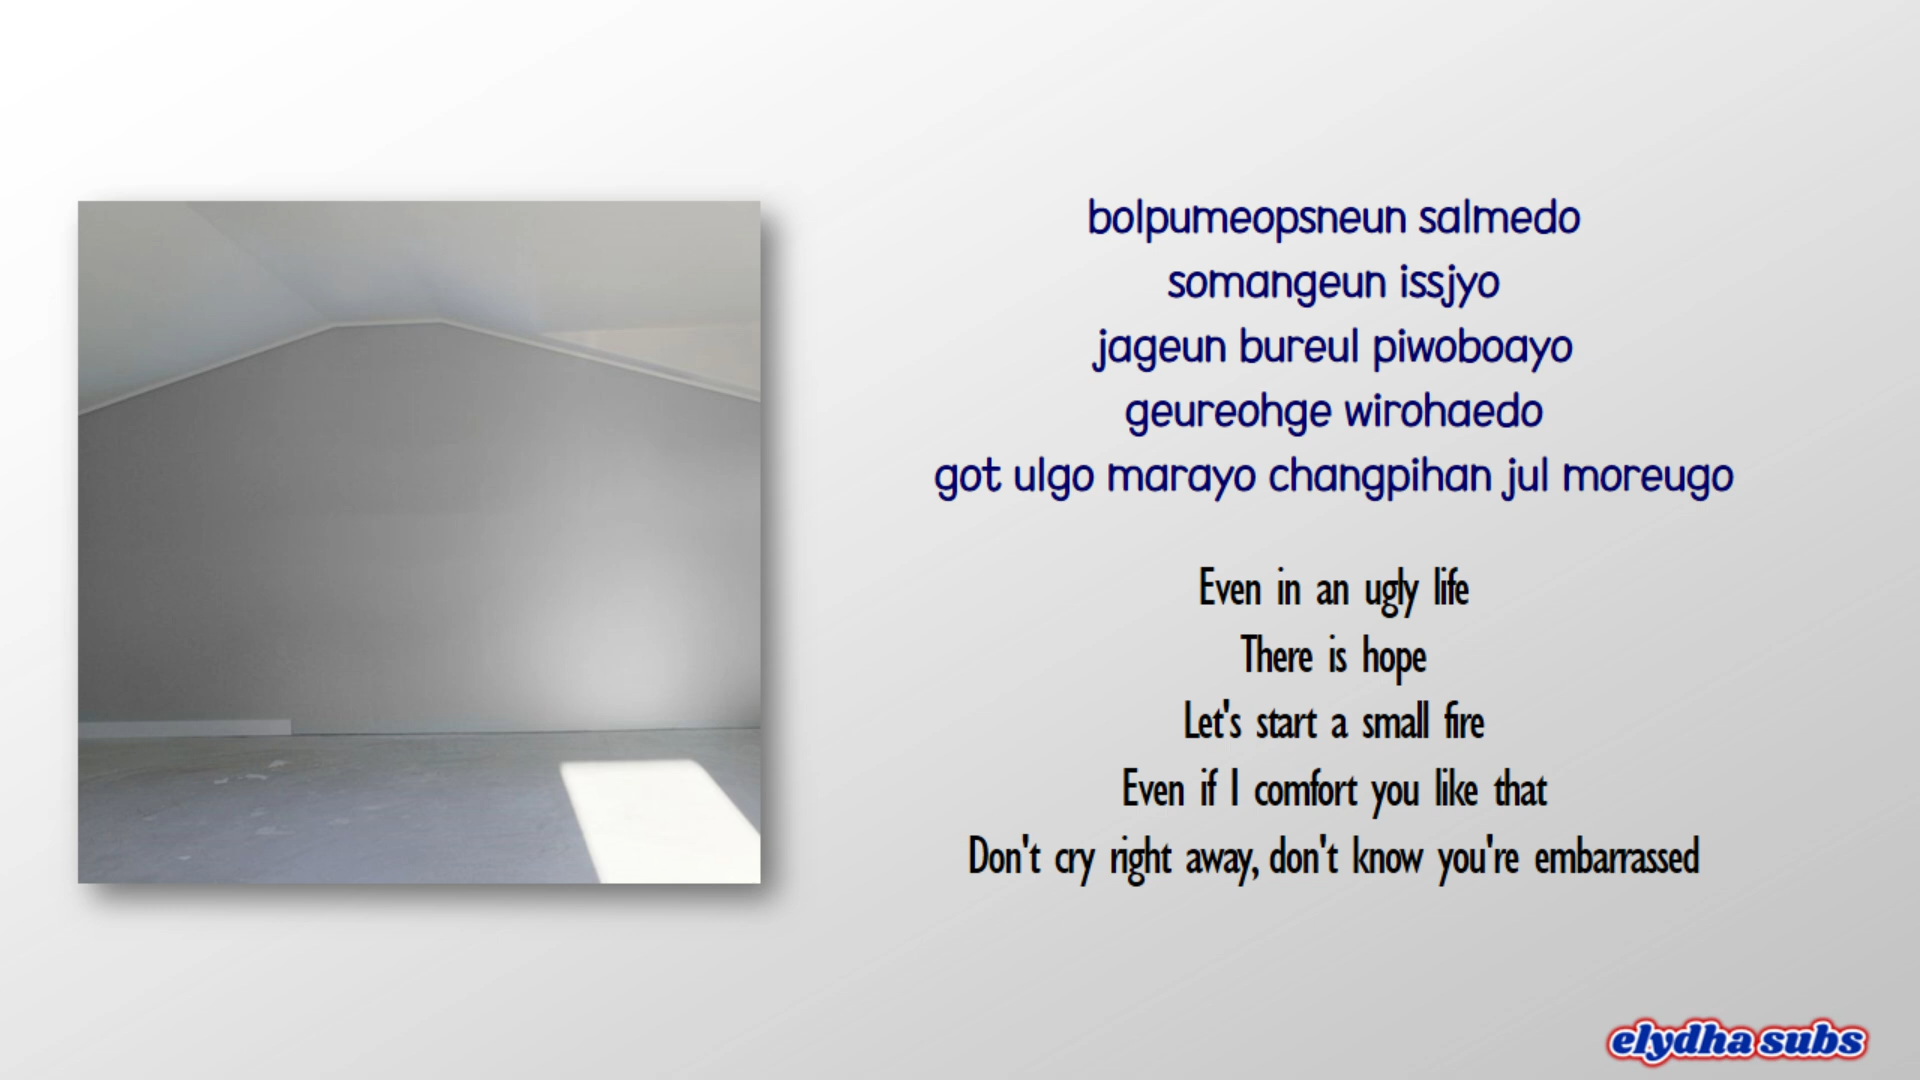 bolpumeopsneun salmedo
somangeun issjyo
jageun bureul piwoboayo
geureohge wirohaedo
got ulgo marayo changpihan jul moreugo
Even in an ugly life
There is hope
Let's start a small fire
Even if I comfort you like that
Don't cry right away, don't know you're embarrassed
elydha subs